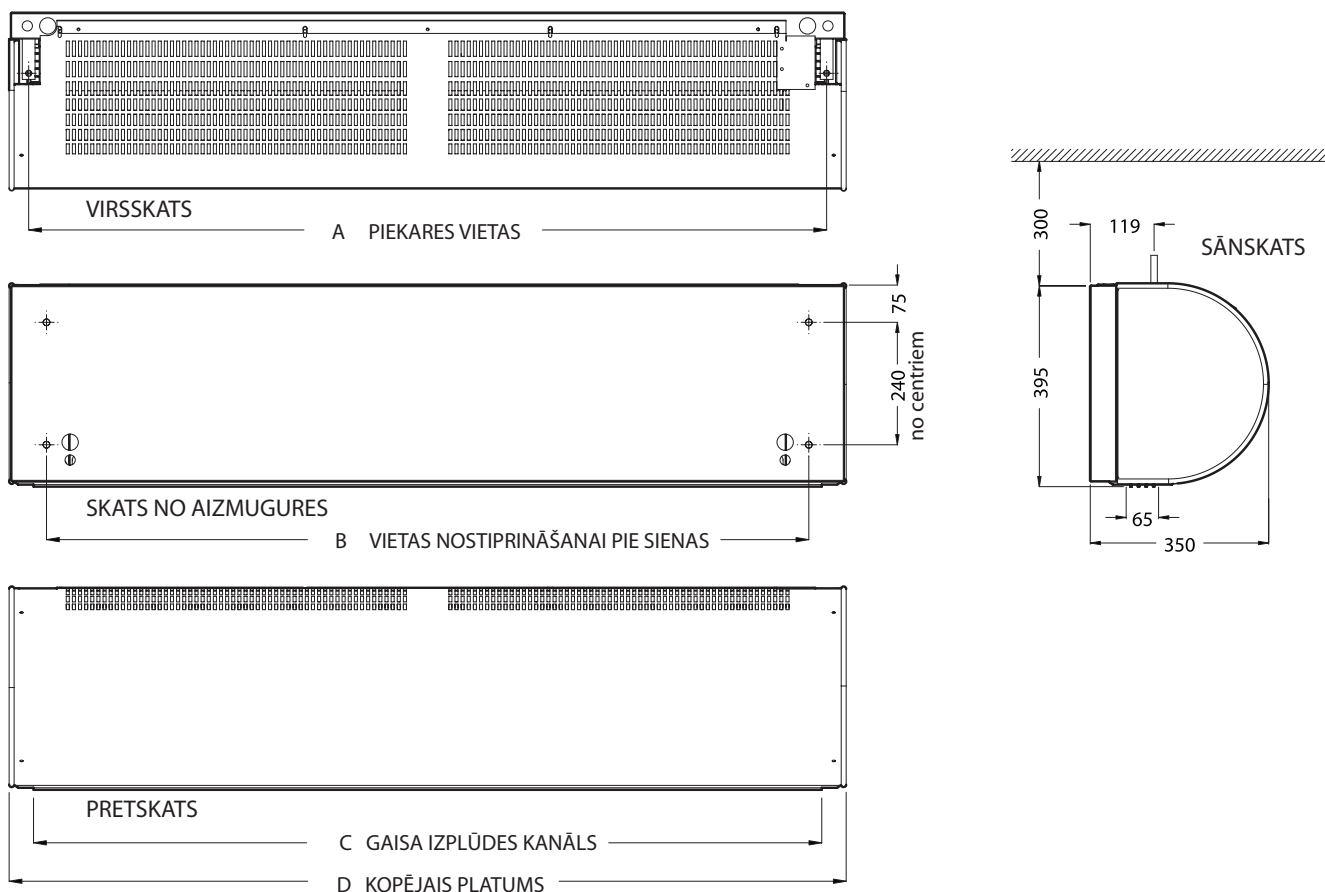 VIRSSKATS
A PIEKARES VIETAS
300
119
SĀNSKATS
75
240
no centriem
395
SKATS NO AIZMUGURES
B VIETAS NOSTIPRINĀŠANAI PIE SIENAS
65
350
PRETSKATS
C GAISA IZPLŪDES KANĀLS
D KOPĒJAIS PLATUMS